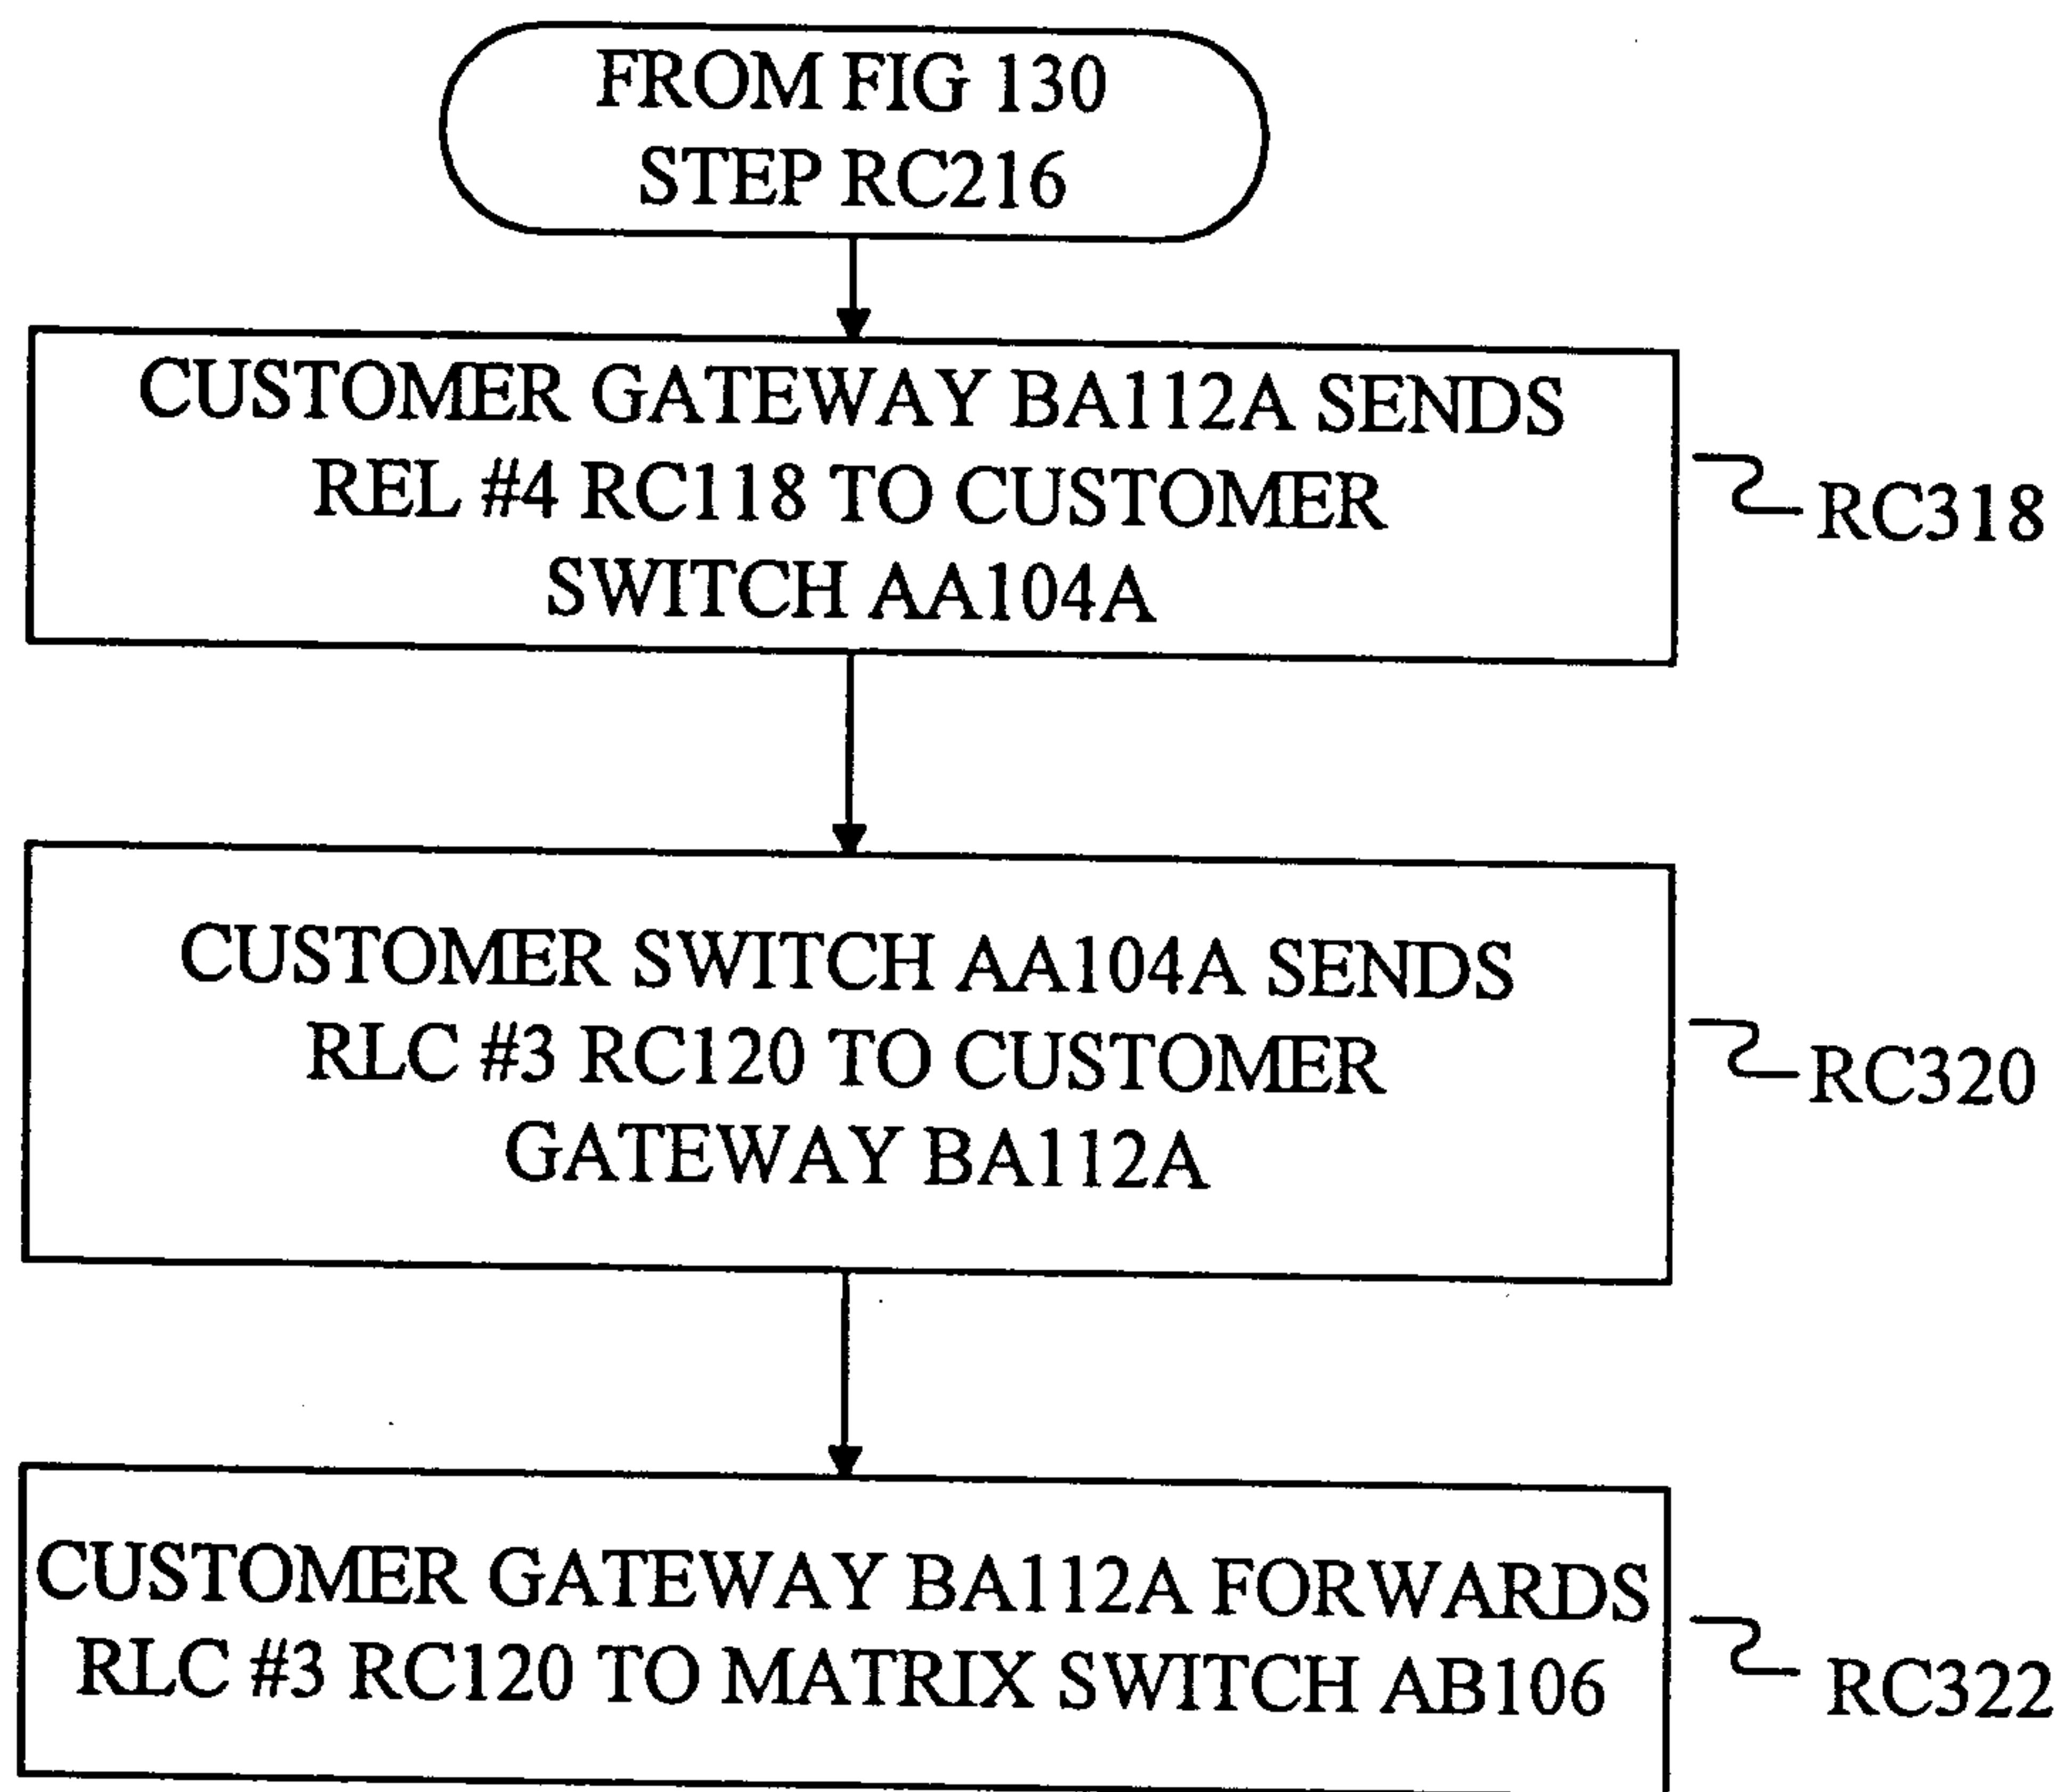 FROM FIG 130
STEP RC216
CUSTOMER GATEWAY BA112A SENDS
REL #4 RC118 TO CUSTOMER
SWITCH AA104A
RC318
CUSTOMER SWITCH AA104A SENDS
RLC #3 RC120 TO CUSTOMER
GATEWAY BA112A
RC320
CUSTOMER GATEWAY BA112A FORWARDS
RLC #3 RC120 TO MATRIX SWITCH AB106
RC322